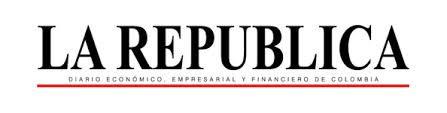 LA REPUBLICA
DIARIO ECONÓMICO, EMPRESARIAL Y FINANCIERO DE COLOMBIA